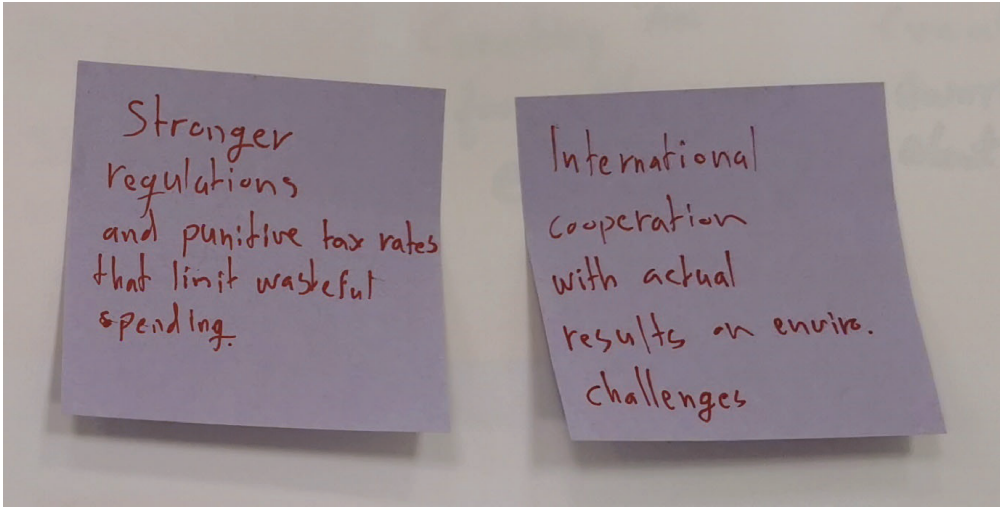 Stronger
regulations
and punitive tax rates
that limit wasteful
spending.
International
cooperation
with actual
results on enviro.
challenges